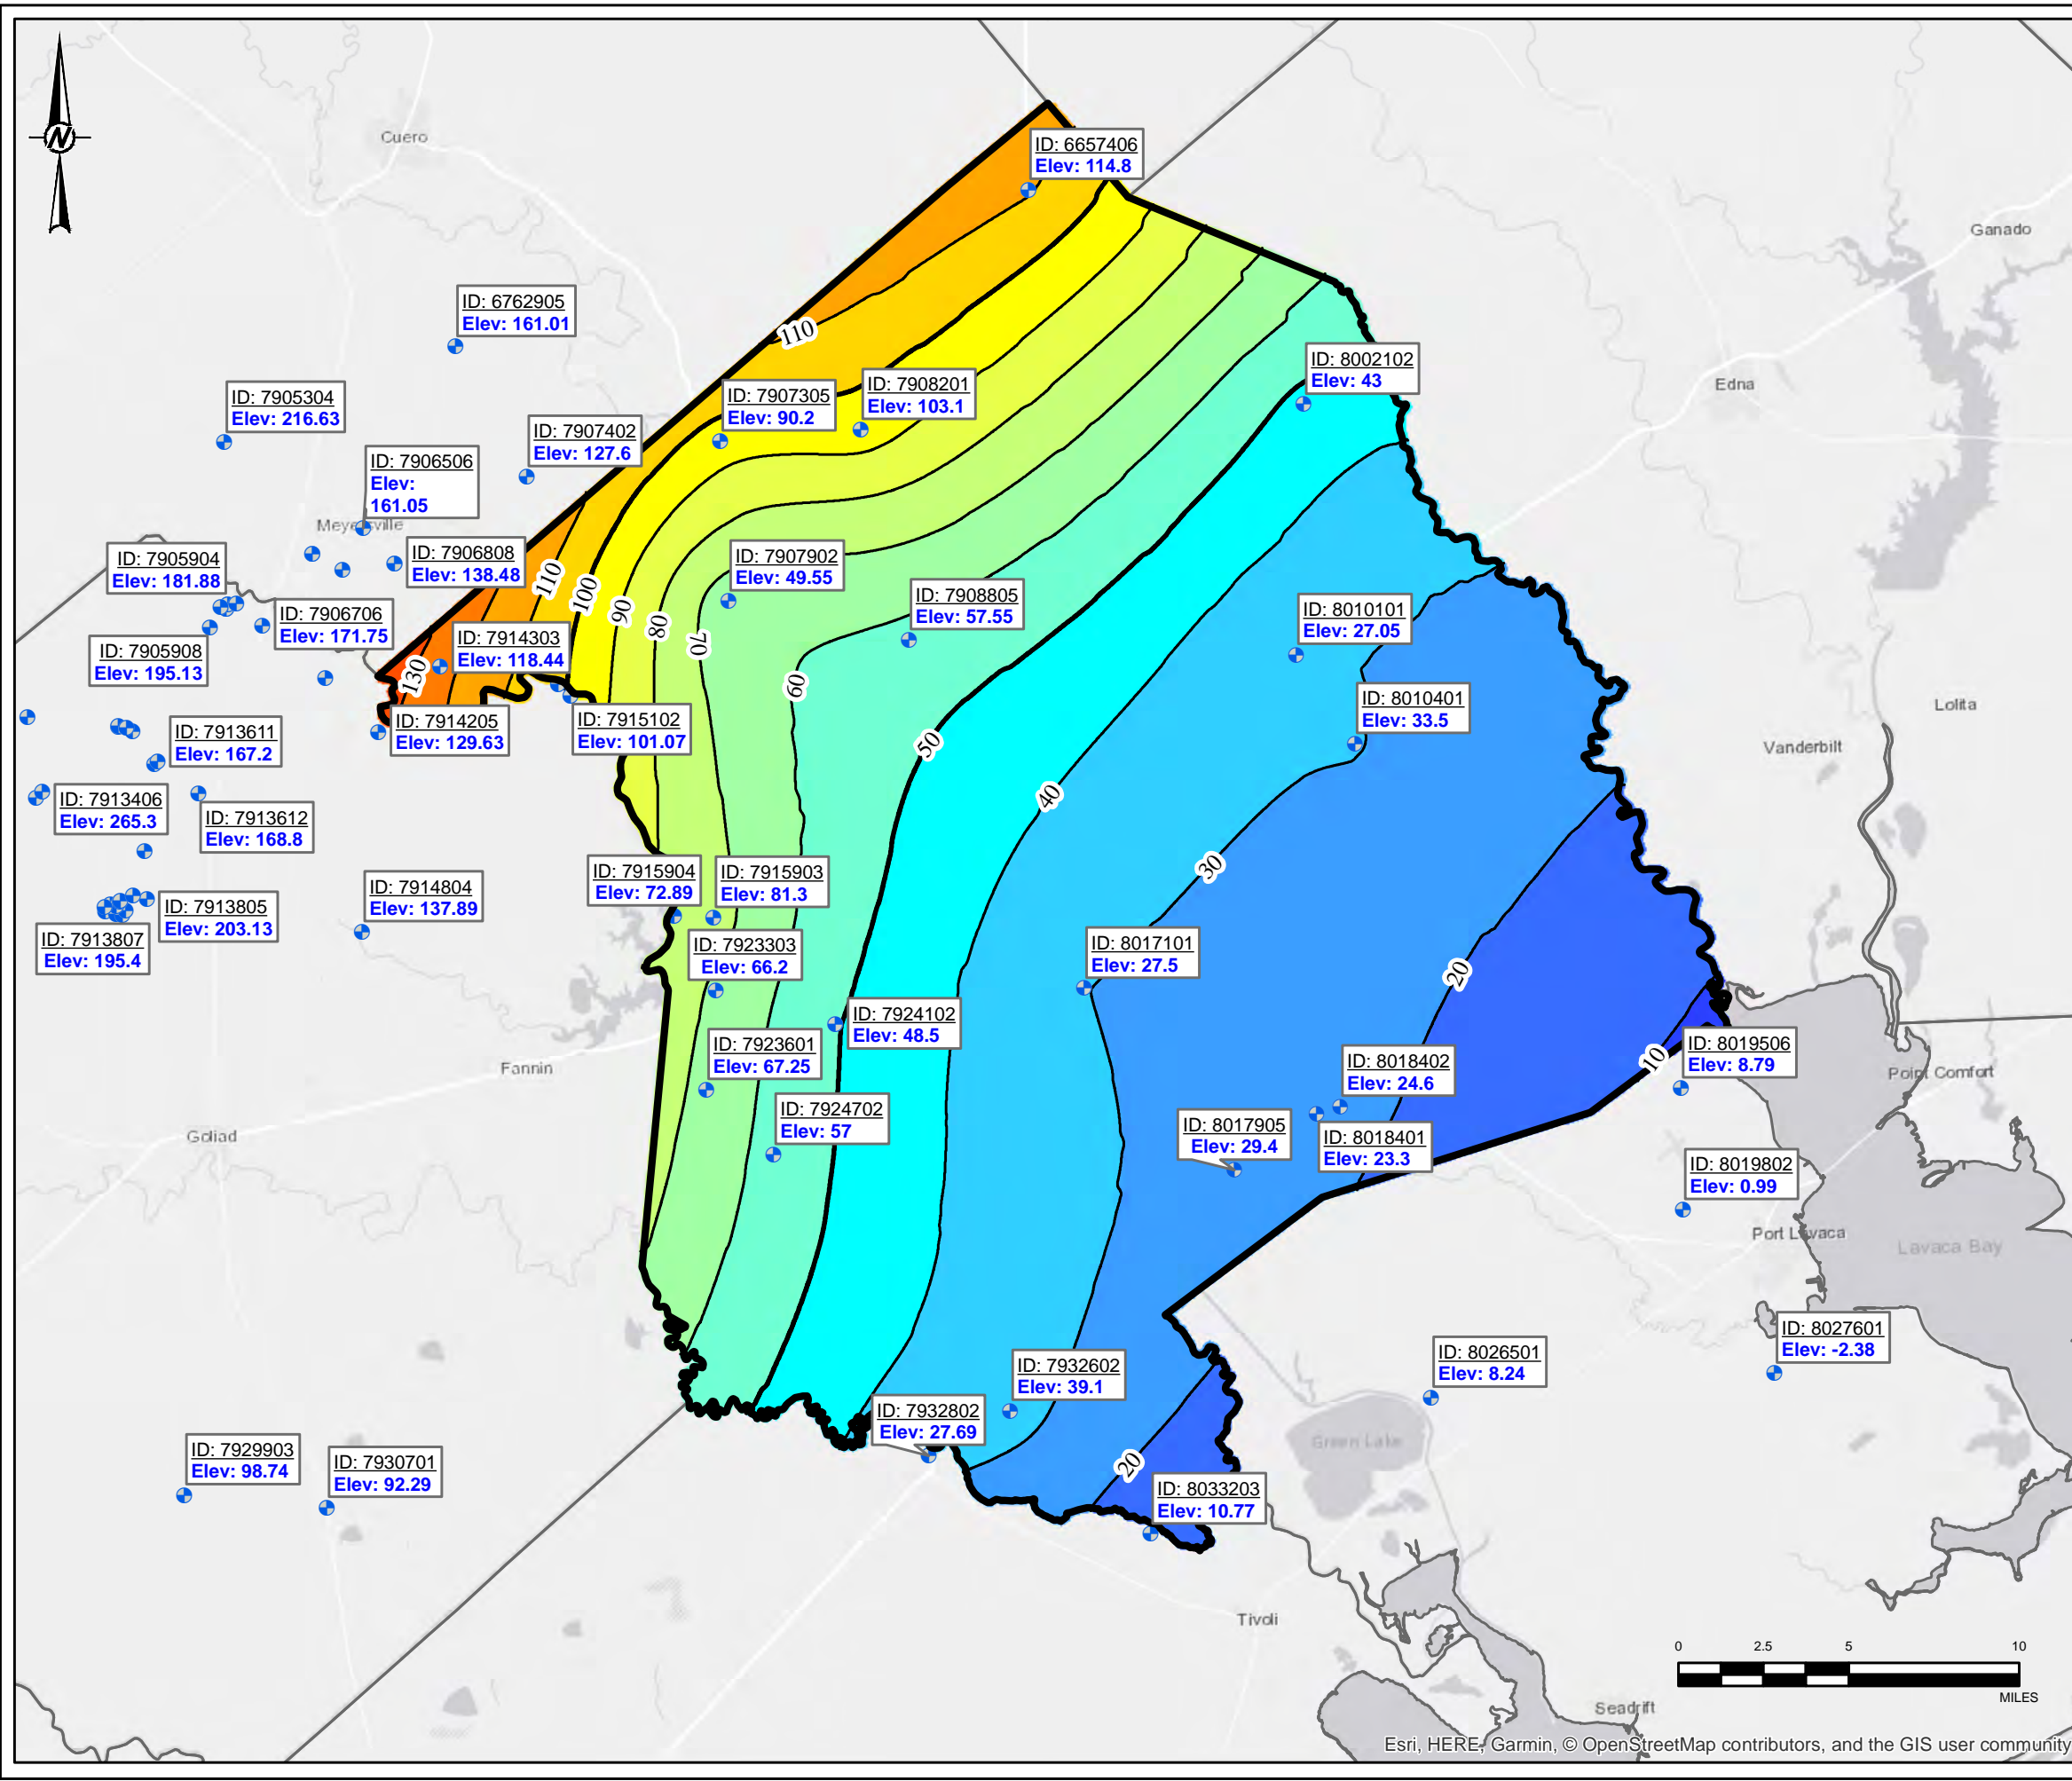 N
Cuero
ID: 6657406
Elev: 114.8
Ganado
ID: 6762905
Elev: 161.01
110
ID: 8002102
Elev: 43
Edna
ID: 7905304
Elev: 216.63
ID: 7907305
Elev: 90.2
ID: 7908201
Elev: 103.1
ID: 7907402
Elev: 127.6
ID: 7906506
Elev:
161.05
Meyersville
ID: 7905904
Elev: 181.88
ID: 7906808
Elev: 138.48
110
100
90
80
70
ID: 7907902
Elev: 49.55
ID: 7908805
Elev: 57.55
ID: 8010101
Elev: 27.05
ID: 7906706
Elev: 171.75
ID: 7905908
Elev: 195.13
ID: 7914303
Elev: 118.44
130
60
ID: 8010401
Elev: 33.5
Lolita
ID: 7914205
Elev: 129.63
ID: 7915102
Elev: 101.07
ID: 7913611
Elev: 167.2
50
Vanderbilt
40
ID: 7913406
Elev: 265.3
ID: 7913612
Elev: 168.8
30
ID: 7914804
Elev: 137.89
ID: 7915904
Elev: 72.89
ID: 7915903
Elev: 81.3
ID: 7913805
Elev: 203.13
ID: 7913807
Elev: 195.4
ID: 7923303
Elev: 66.2
ID: 8017101
Elev: 27.5
20
ID: 7924102
Elev: 48.5
Fannin
ID: 7923601
Elev: 67.25
ID: 8018402
Elev: 24.6
10
ID: 8019506
Elev: 8.79
Point Comfort
ID: 7924702
Elev: 57
ID: 8017905
Elev: 29.4
ID: 8018401
Elev: 23.3
Goliad
ID: 8019802
Elev: 0.99
Port Lavaca
Lavaca Bay
ID: 8027601
Elev: -2.38
ID: 8026501
Elev: 8.24
ID: 7932602
Elev: 39.1
ID: 7932802
Elev: 27.69
Green Lake
20
ID: 7929903
Elev: 98.74
ID: 7930701
Elev: 92.29
ID: 8033203
Elev: 10.77
Tivoli
0 2.5 5 10
MILES
Seadrift
Esri, HERE, Garmin, © OpenStreetMap contributors, and the GIS user community